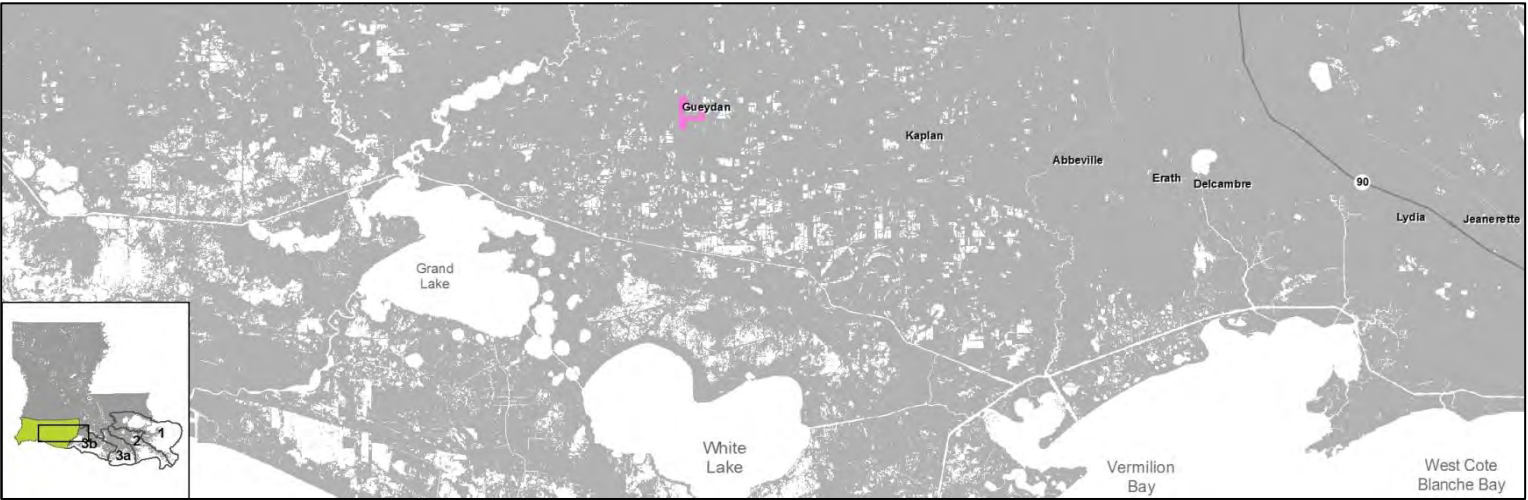 Gueydan
Kaplan
Abbeville
Erath
Delcambre
90
Lydia
Jeanerette
Grand
Lake
White
Lake
Vermilion
Bay
West Cote
Blanche Bay
1
2
3b
3a